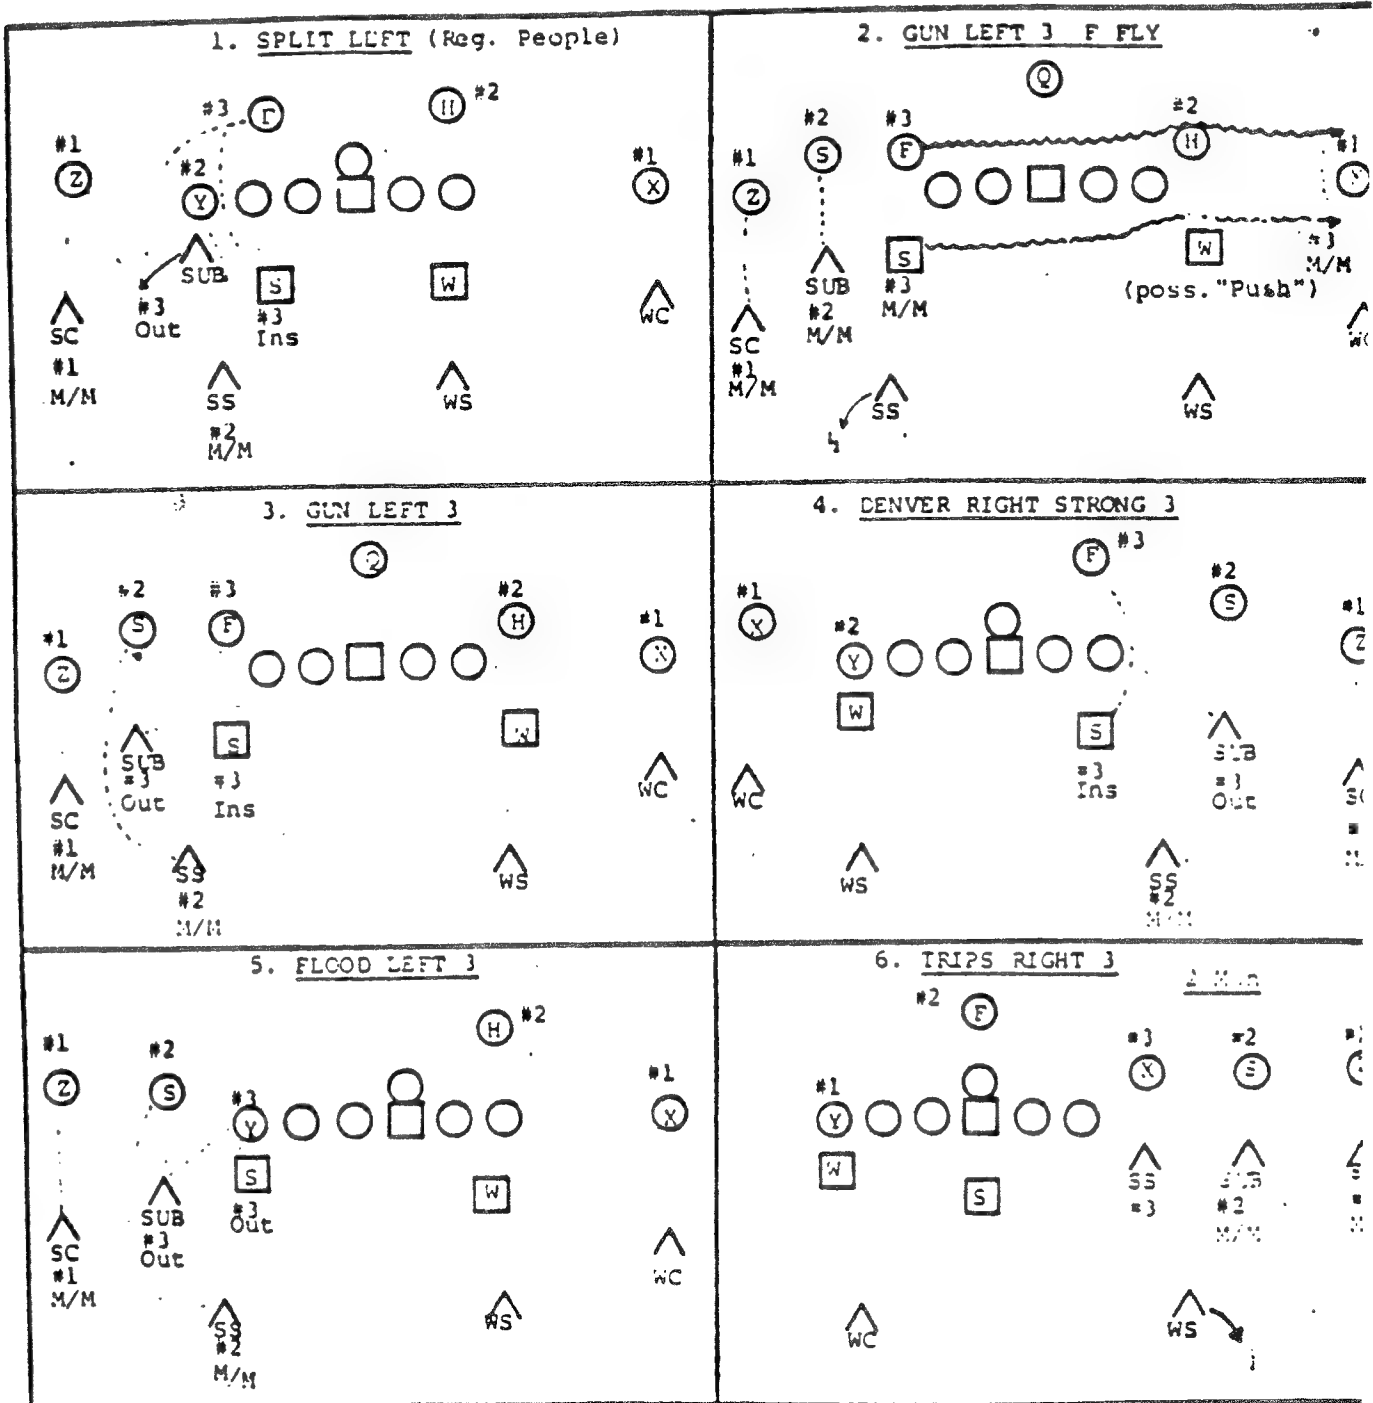 1. SPLIT LEFT (Reg. People)
#3
H #2
#1
Z
#2
Y
#1
X
SUB
#3
Out
S
#3
Ins
W
SC
#1
M/M
WC
SS
#2
M/M
WS
2. GUN LEFT 3 F FLY
Q
#2
S
#3
F
#2
H
#1
Z
#1
SUB
#2
M/M
S
#3
M/M
W
(poss."Push")
#3
M/M
SC
#1
M/M
SS
WS
3. GUN LEFT 3
Q
#2
S
#3
F
#2
H
#1
Z
#1
X
SUB
#3
Out
S
#3
Ins
W
SC
#1
M/M
WC
SS
#2
M/M
WS
4. DENVER RIGHT STRONG 3
F #3
#1
X
#2
S
#1
Z
#2
Y
W
S
#3
Ins
SUB
#3
Out
WC
WS
SS
#2
M/M
5. FLOOD LEFT 3
H #2
#1
Z
#2
S
#3
Y
#1
X
S
#3
Out
W
SUB
#3
Out
SC
#1
M/M
WC
SS
#2
M/M
WS
6. TRIPS RIGHT 3
#2 F
#3
X
#2
S
#1
Y
W
S
SS
#3
SUB
#2
M/M
WC
WS